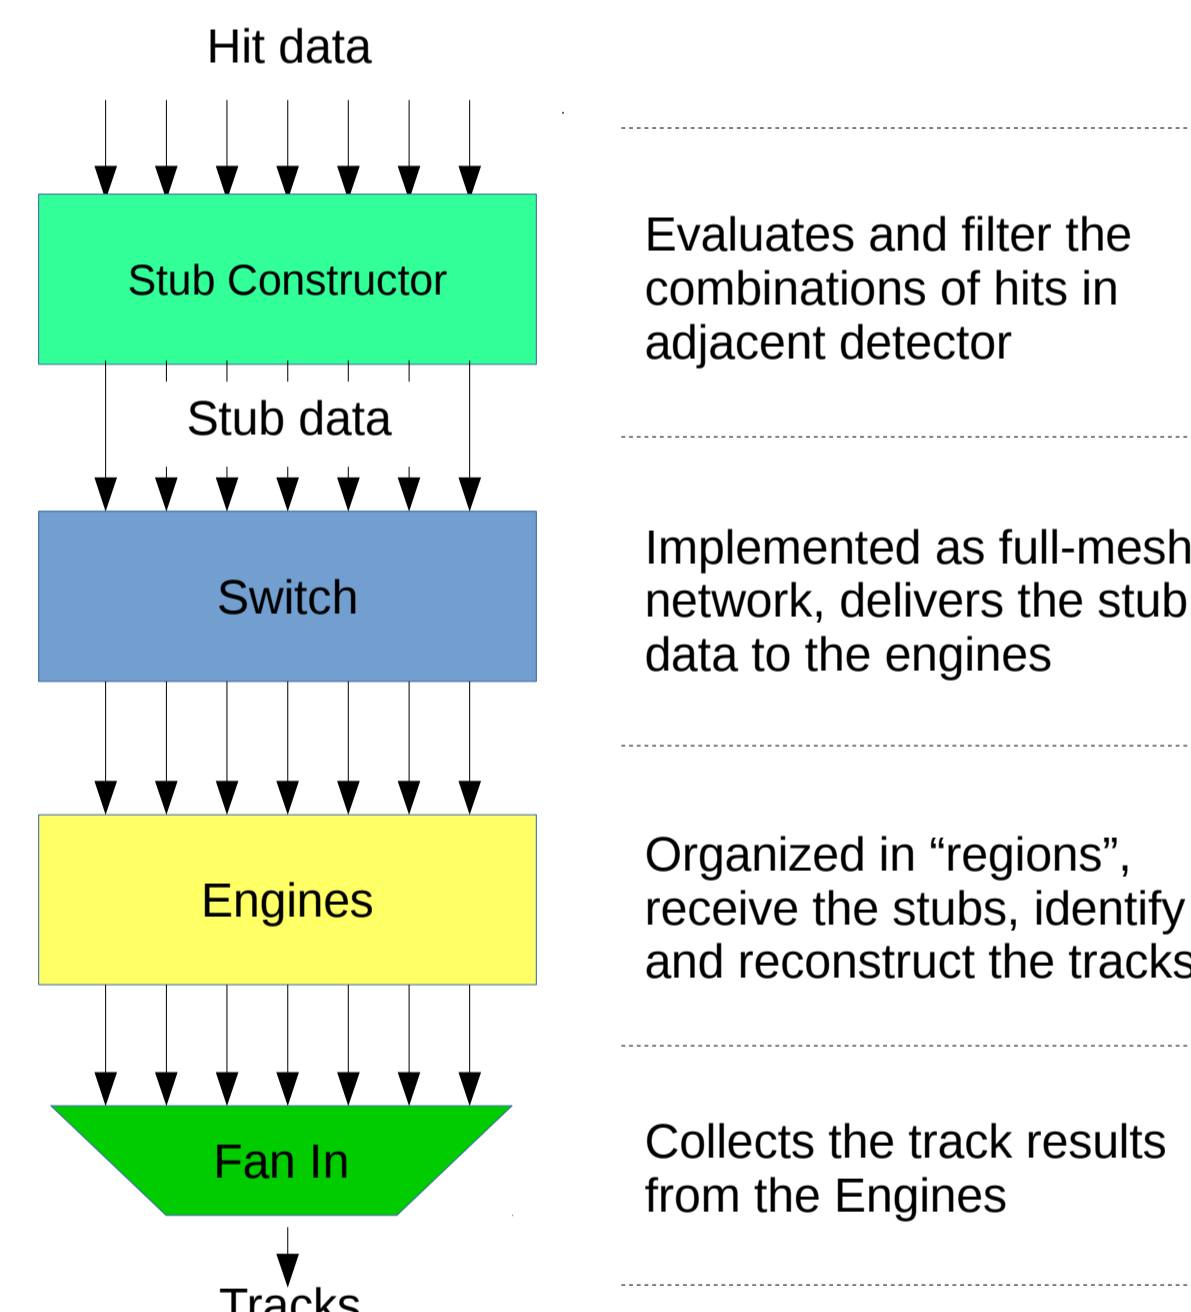 Hit data
Stub Constructor
Evaluates and filter the
combinations of hits in
adjacent detector
Stub data
Switch
Implemented as full-mesh
network, delivers the stub
data to the engines
Engines
Organized in “regions”,
receive the stubs, identify
and reconstruct the tracks
Fan In
Collects the track results
from the Engines
Tracks